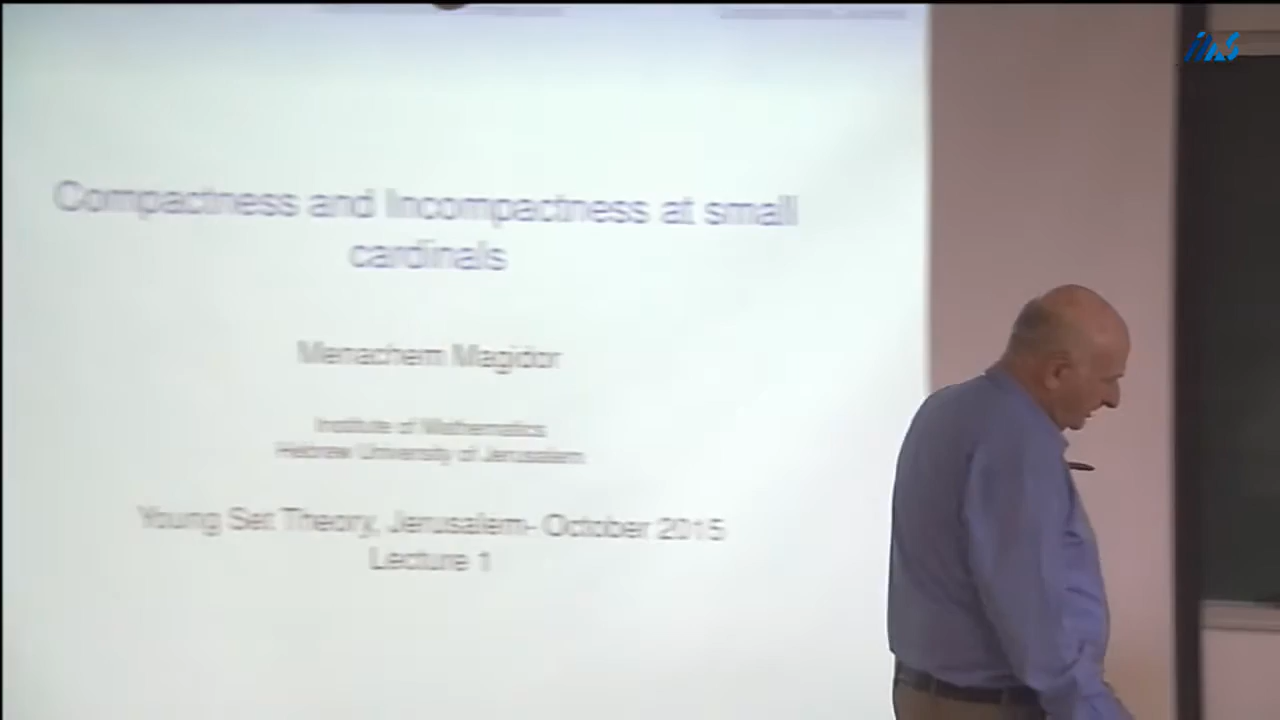 Compactness and Incompactness at small
cardinals
Menachem Magidor
Institute of Mathematics
Hebrew University of Jerusalem
Young Set Theory, Jerusalem- October 2015
Lecture 1